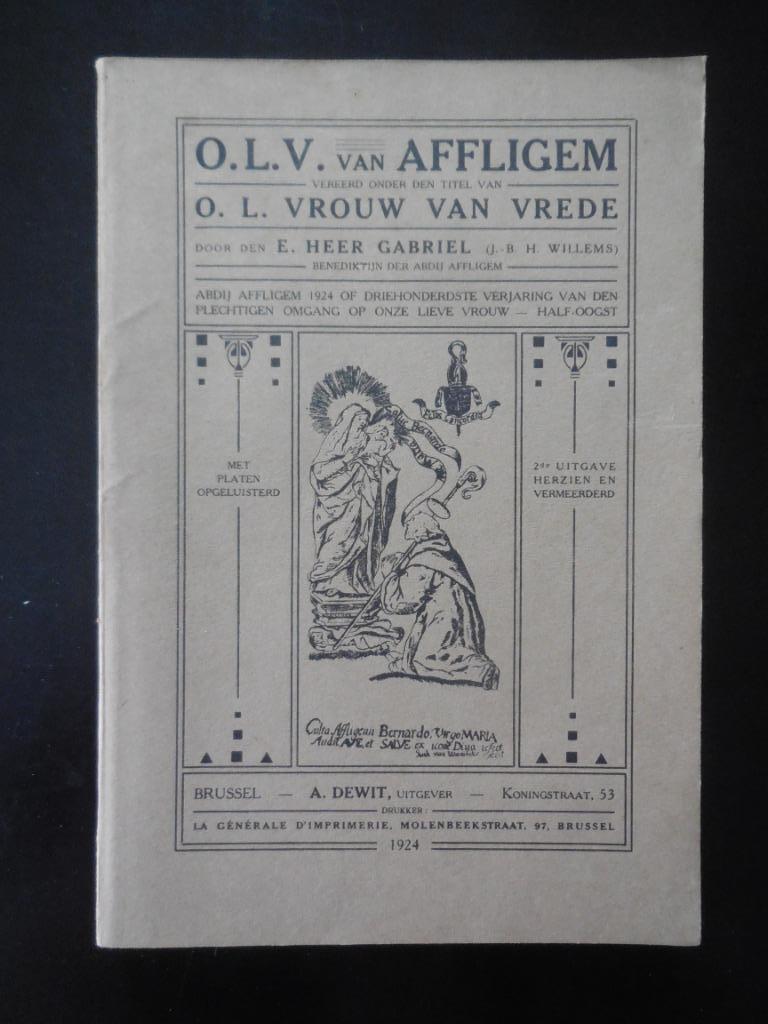 O.L.V. VAN AFFLIGEM
VEREERD ONDER DEN TITEL VAN
O. L. VROUW VAN VREDE
DOOR DEN E. HEER GABRIEL (J.-B. H. WILLEMS)
BENEDIKTIJN DER ABDIJ AFFLIGEM
ABDIJ AFFLIGEM 1924 OF DRIEHONDERDSTE VERJARING VAN DEN
PLECHTIGEN OMGANG OP ONZE LIEVE VROUW — HALF-OOGST
MET
PLATEN
OPGELUISTERD
Bernarde
2de UITGAVE
HERZIEN EN
VERMEERDERD
Culta Bernardo, Virgo MARIA
Audit AVE, et SALVE ex
BRUSSEL — A. DEWIT, UITGEVER — KONINGSTRAAT, 53
DRUKKER:
LA GÉNÉRALE D'IMPRIMERIE, MOLENBEEKSTRAAT, 97, BRUSSEL
1924